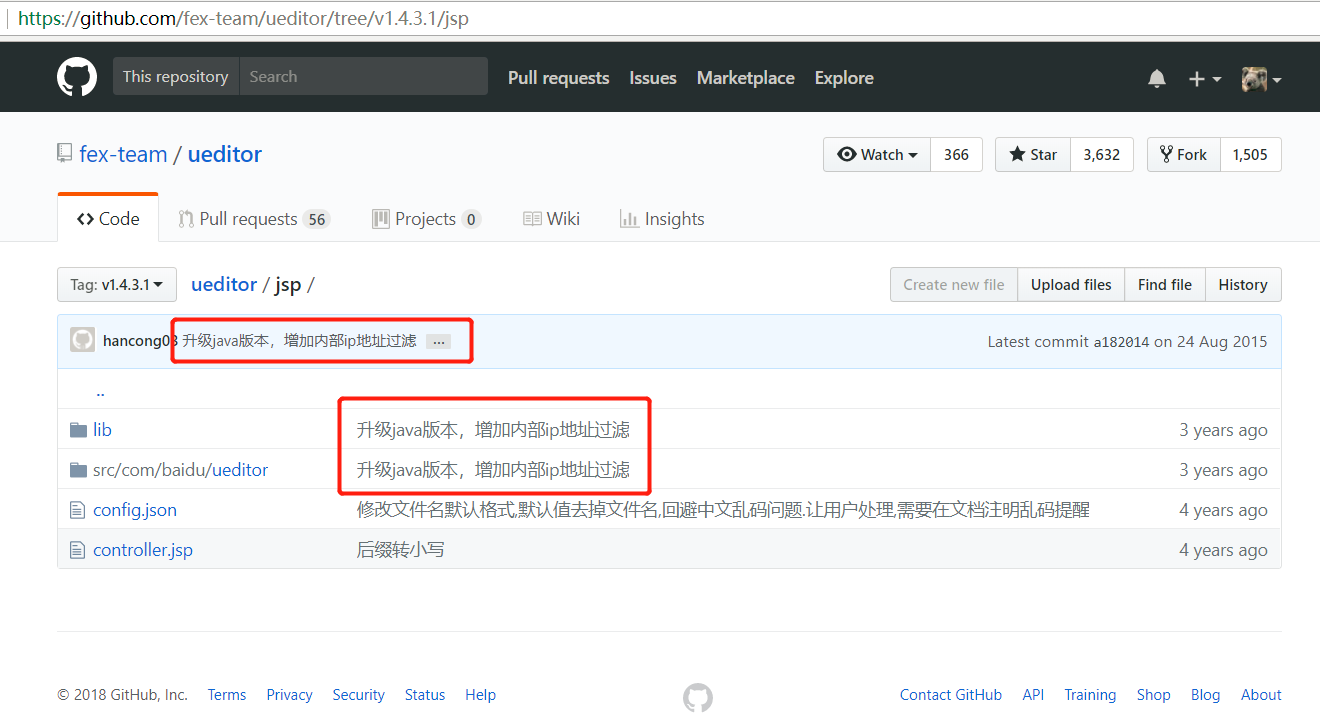 https://github.com/fex-team/ueditor/tree/v1.4.3.1/jsp
This repository Search Pull requests Issues Marketplace Explore
fex-team / ueditor Watch 366 Star 3,632 Fork 1,505
Code Pull requests 56 Projects 0 Wiki Insights
Tag: v1.4.3.1 ueditor / jsp / Create new file Upload files Find file History
hancong03 升级java版本，增加内部ip地址过滤 … Latest commit a182014 on 24 Aug 2015
..
lib 升级java版本，增加内部ip地址过滤 3 years ago
src/com/baidu/ueditor 升级java版本，增加内部ip地址过滤 3 years ago
config.json 修改文件名默认格式,默认值去掉文件名,回避中文乱码问题.让用户处理,需要在文档注明乱码提醒 4 years ago
controller.jsp 后缀转小写 4 years ago
© 2018 GitHub, Inc. Terms Privacy Security Status Help Contact GitHub API Training Shop Blog About